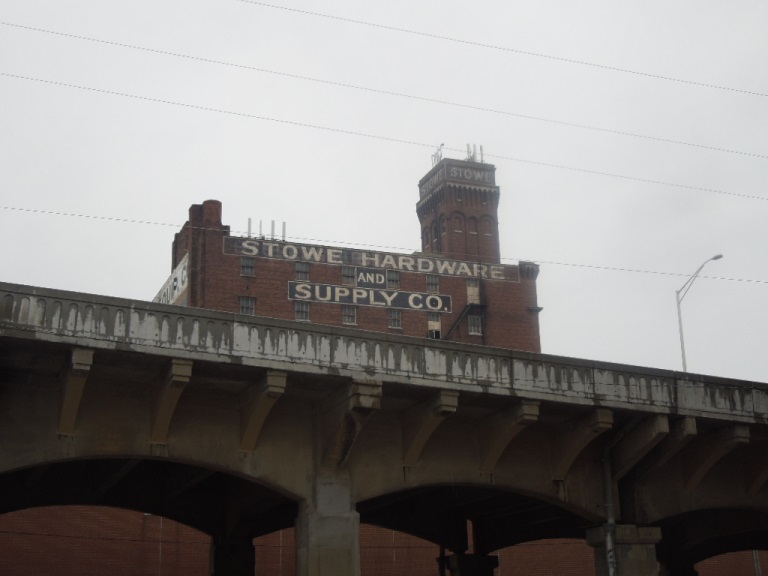 STOWE
STOWE HARDWARE
AND
SUPPLY CO.